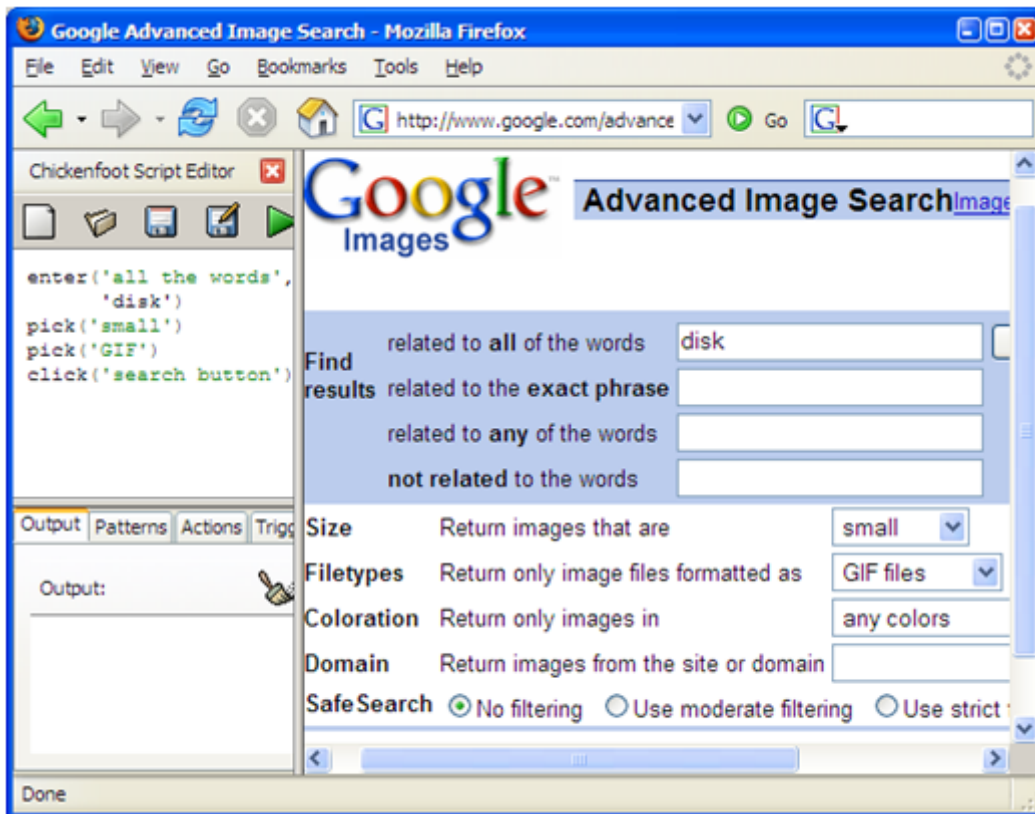 Google Advanced Image Search - Mozilla Firefox
File Edit View Go Bookmarks Tools Help
G http://www.google.com/advance Go G
Chickenfoot Script Editor
Google™
Images
Advanced Image Search Image
enter('all the words',
'disk')
pick('small')
pick('GIF')
click('search button')
Find results
related to all of the words disk
related to the exact phrase
related to any of the words
not related to the words
Output Patterns Actions Trigg
Output:
Size Return images that are small
Filetypes Return only image files formatted as GIF files
Coloration Return only images in any colors
Domain Return images from the site or domain
SafeSearch No filtering Use moderate filtering Use strict
Done